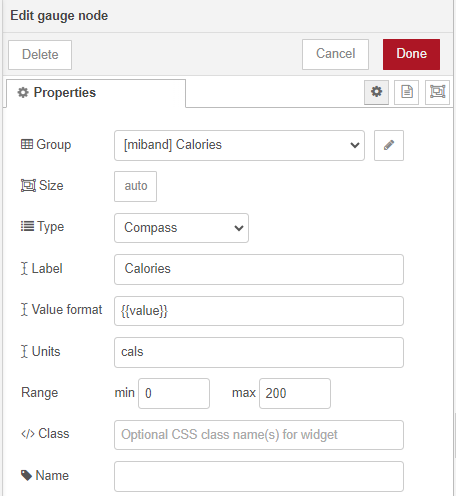 Edit gauge node
Delete Cancel Done
Properties
Group [miband] Calories
Size auto
Type Compass
Label Calories
Value format {{value}}
Units cals
Range min 0 max 200
</> Class Optional CSS class name(s) for widget
Name